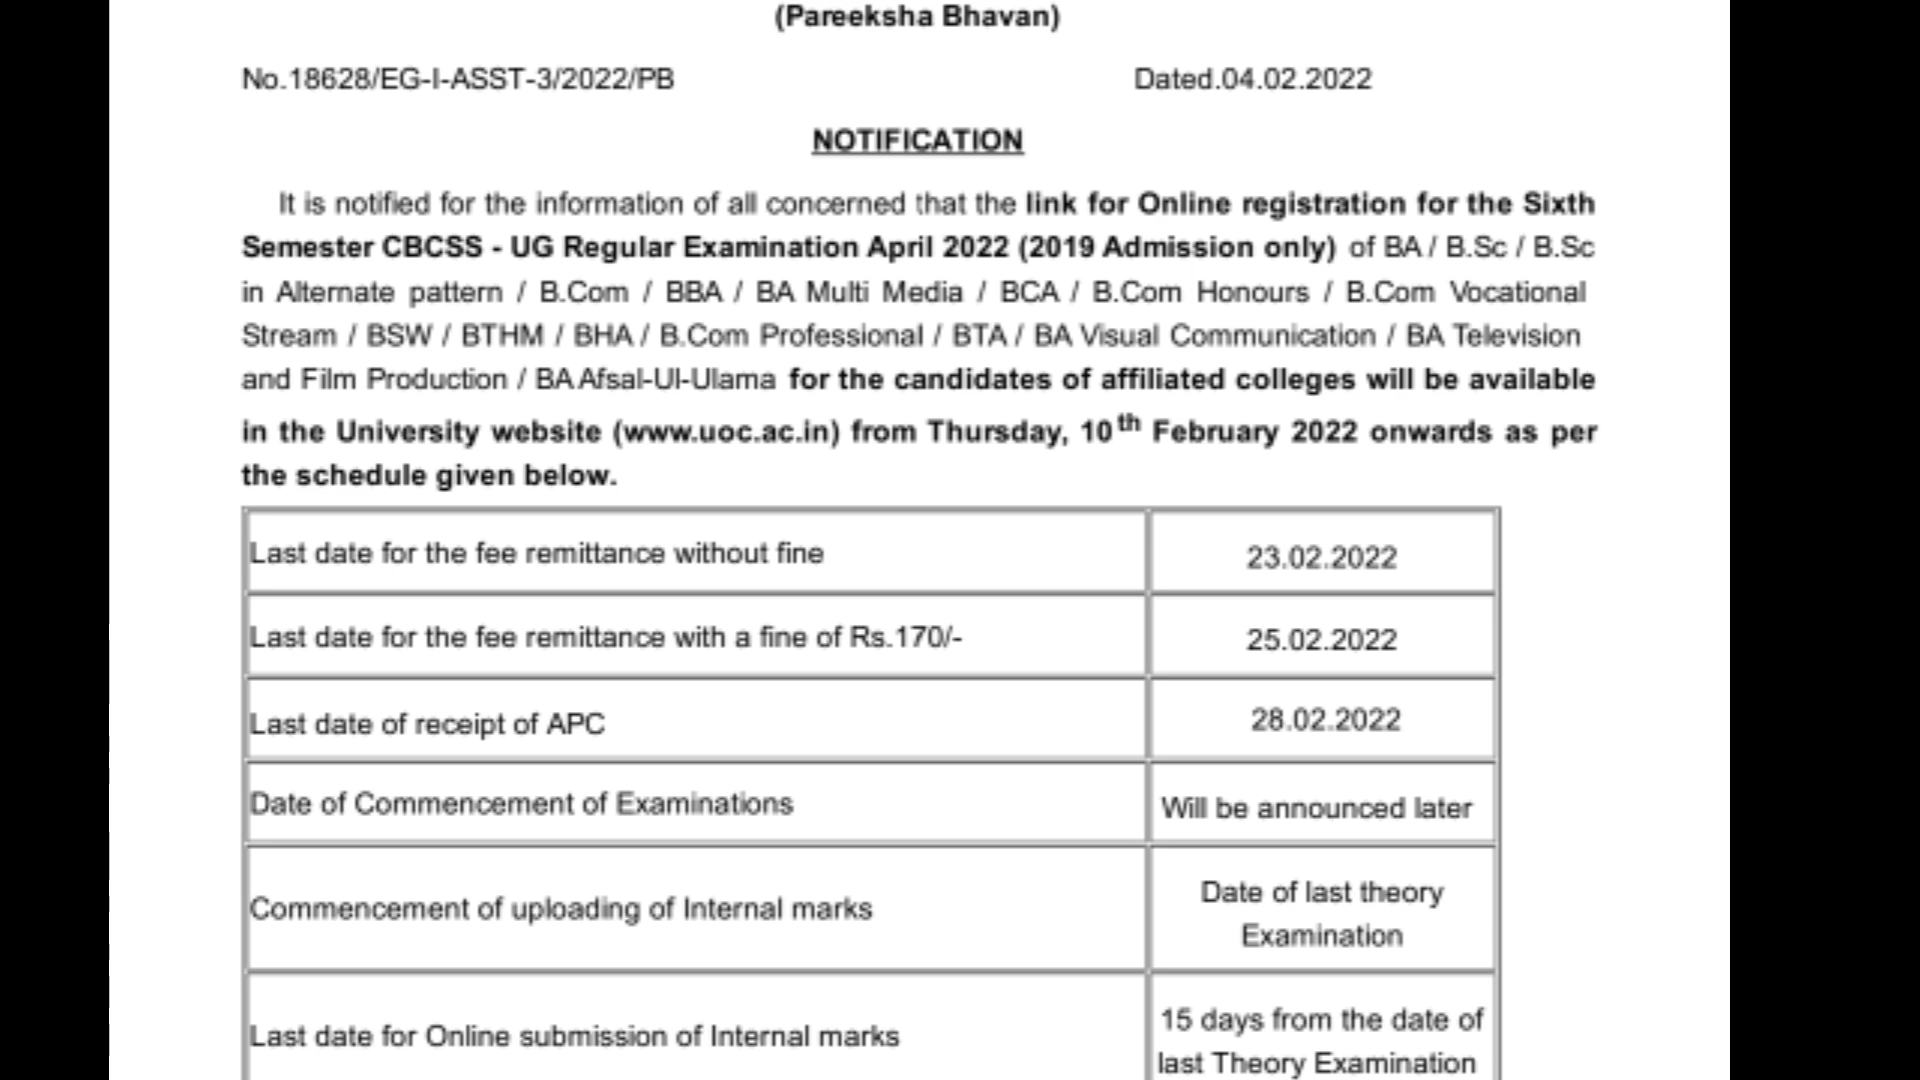 (Pareeksha Bhavan)
No.18628/EG-I-ASST-3/2022/PB Dated.04.02.2022
NOTIFICATION
It is notified for the information of all concerned that the link for Online registration for the Sixth
Semester CBCSS - UG Regular Examination April 2022 (2019 Admission only) of BA / B.Sc / B.Sc
in Alternate pattern / B.Com / BBA / BA Multi Media / BCA / B.Com Honours / B.Com Vocational
Stream / BSW / BTHM / BHA / B.Com Professional / BTA / BA Visual Communication / BA Television
and Film Production / BA Afsal-Ul-Ulama for the candidates of affiliated colleges will be available
in the University website (www.uoc.ac.in) from Thursday, 10th February 2022 onwards as per
the schedule given below.
Last date for the fee remittance without fine 23.02.2022
Last date for the fee remittance with a fine of Rs.170/- 25.02.2022
Last date of receipt of APC 28.02.2022
Date of Commencement of Examinations Will be announced later
Commencement of uploading of Internal marks Date of last theory
Examination
Last date for Online submission of Internal marks 15 days from the date of
last Theory Examination